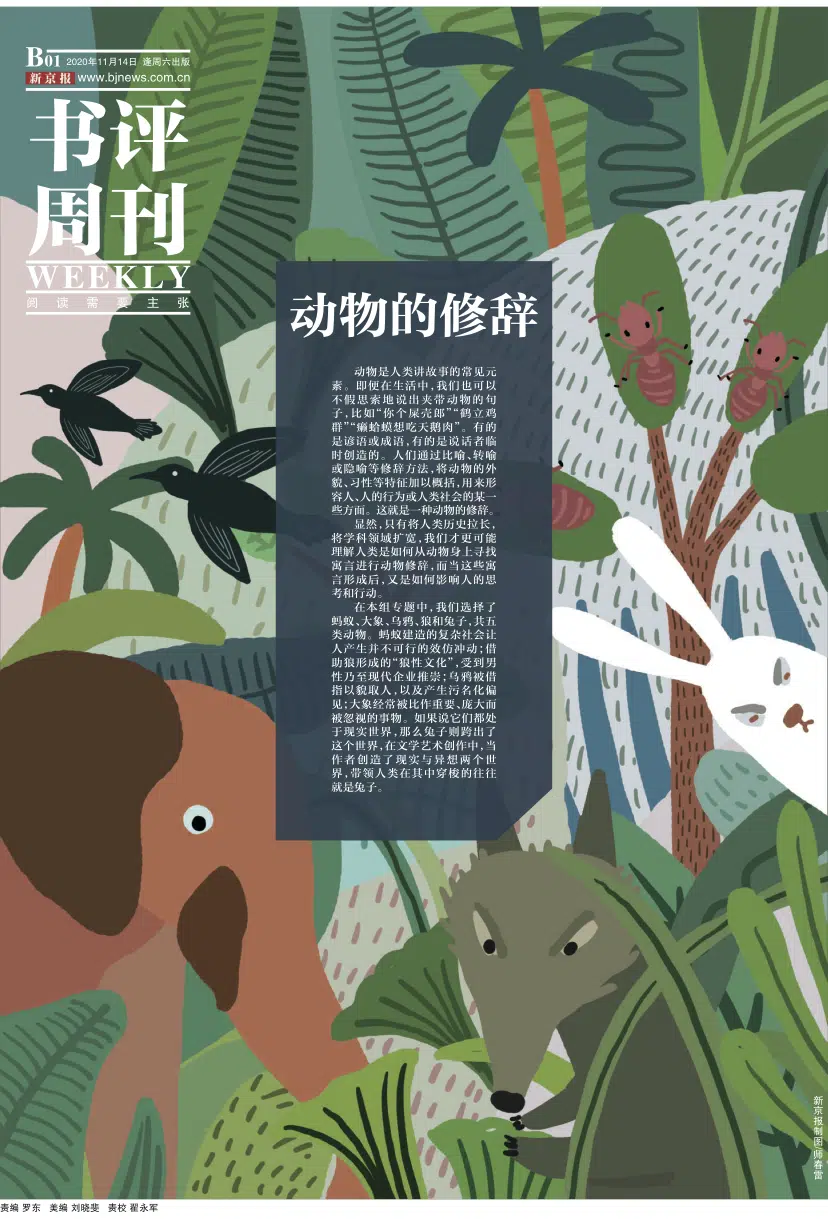 B01 2020年11月14日 逢周六出版
新京报 www.bjnews.com.cn
书评
周刊
WEEKLY
阅读需要主张
动物的修辞
动物是人类讲故事的常见元
素。即便在生活中,我们也可以
不假思索地说出夹带动物的句
子,比如“你个屎壳郎”“鹤立鸡
群”“癞蛤蟆想吃天鹅肉”。有的
是谚语或成语,有的是说话者临
时创造的。人们通过比喻、转喻
或隐喻等修辞方法,将动物的外
貌、习性等特征加以概括,用来形
容人、人的行为或人类社会的某一
些方面。这就是一种动物的修辞。
显然,只有将人类历史拉长,
将学科领域扩宽,我们才更可能
理解人类是如何从动物身上寻找
寓言进行动物修辞,而当这些寓
言形成后,又是如何影响人的思
考和行动。
在本组专题中,我们选择了
蚂蚁、大象、乌鸦、狼和兔子,共五
类动物。蚂蚁建造的复杂社会让
人产生并不可行的效仿冲动;借
助狼形成的“狼性文化”,受到男
性乃至现代企业推崇;乌鸦被借
指以貌取人,以及产生污名化偏
见;大象经常被比作重要、庞大而
被忽视的事物。如果说它们都处
于现实世界,那么兔子则跨出了
这个世界,在文学艺术创作中,当
作者创造了现实与异想两个世
界,带领人类在其中穿梭的往往
就是兔子。
新京报制图/师春雷
责编 罗东 美编 刘晓斐 责校 翟永军